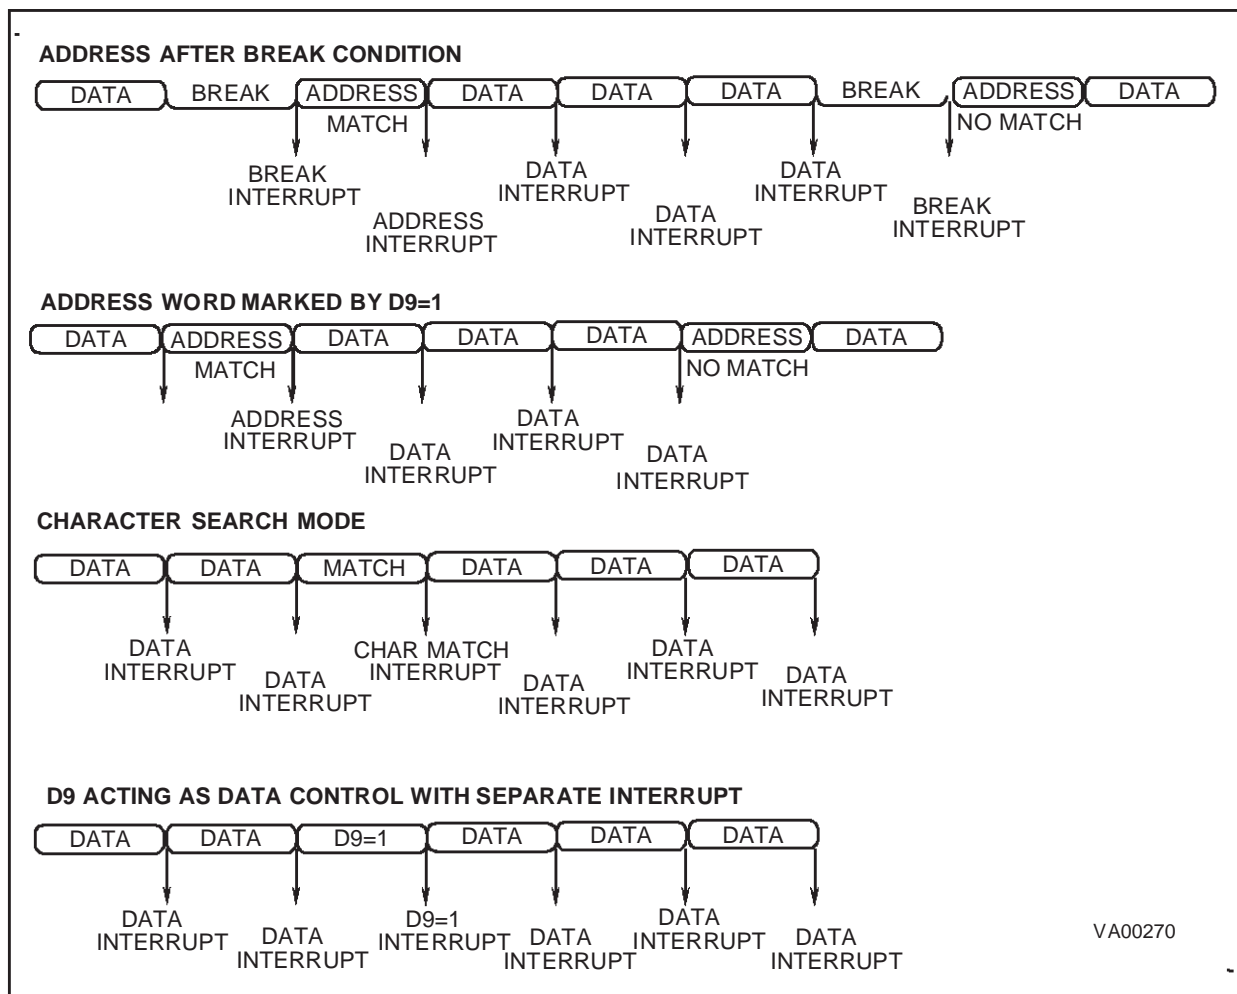 ADDRESS AFTER BREAK CONDITION
DATA BREAK ADDRESS DATA DATA DATA BREAK ADDRESS DATA
MATCH NO MATCH
BREAK INTERRUPT
DATA INTERRUPT
DATA INTERRUPT
ADDRESS INTERRUPT
DATA INTERRUPT
BREAK INTERRUPT
ADDRESS WORD MARKED BY D9=1
DATA ADDRESS DATA DATA DATA ADDRESS DATA
MATCH NO MATCH
ADDRESS INTERRUPT
DATA INTERRUPT
DATA INTERRUPT
DATA INTERRUPT
CHARACTER SEARCH MODE
DATA DATA MATCH DATA DATA DATA
DATA INTERRUPT
DATA INTERRUPT
CHAR MATCH INTERRUPT
DATA INTERRUPT
DATA INTERRUPT
DATA INTERRUPT
D9 ACTING AS DATA CONTROL WITH SEPARATE INTERRUPT
DATA DATA D9=1 DATA DATA DATA
DATA INTERRUPT
DATA INTERRUPT
D9=1 INTERRUPT
DATA INTERRUPT
DATA INTERRUPT
DATA INTERRUPT
VA00270